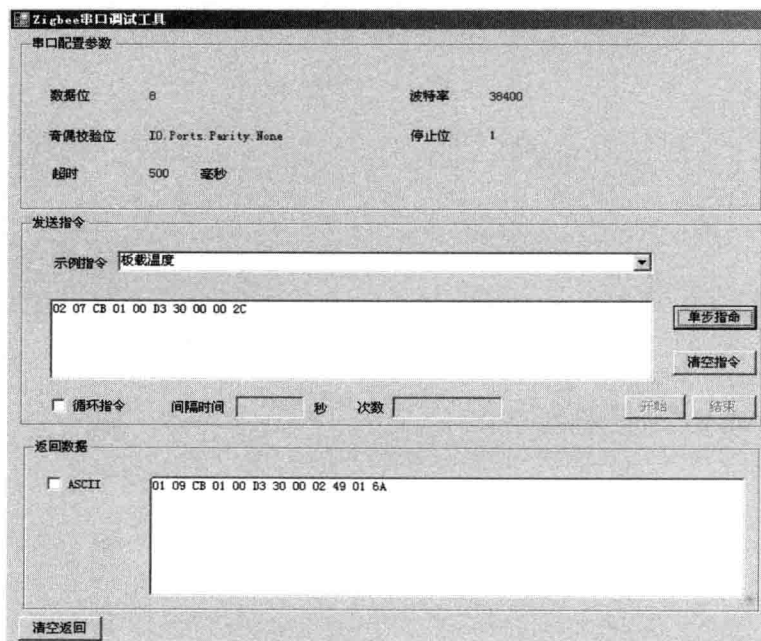 Zigbee串口调试工具
串口配置参数
数据位 8 波特率 38400
奇偶校验位 IO.Ports.Parity.None 停止位 1
超时 500 毫秒
发送指令
示例指令 板载温度
02 07 CB 01 00 D3 30 00 00 2C
单步指命
清空指令
循环指令 间隔时间 秒 次数 开始 结束
返回数据
ASCII 01 09 CB 01 00 D3 30 00 02 49 01 6A
清空返回